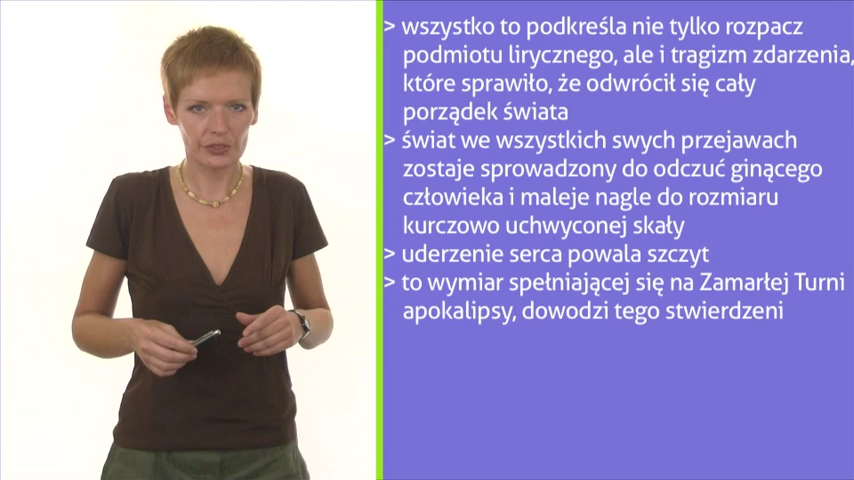 > wszystko to podkreśla nie tylko rozpacz
podmiotu lirycznego, ale i tragizm zdarzenia,
które sprawiło, że odwrócił się cały
porządek świata
> świat we wszystkich swych przejawach
zostaje sprowadzony do odczuć ginącego
człowieka i maleje nagle do rozmiaru
kurczowo uchwyconej skały
> uderzenie serca powala szczyt
> to wymiar spełniającej się na Zamarłej Turni
apokalipsy, dowodzi tego stwierdzeni